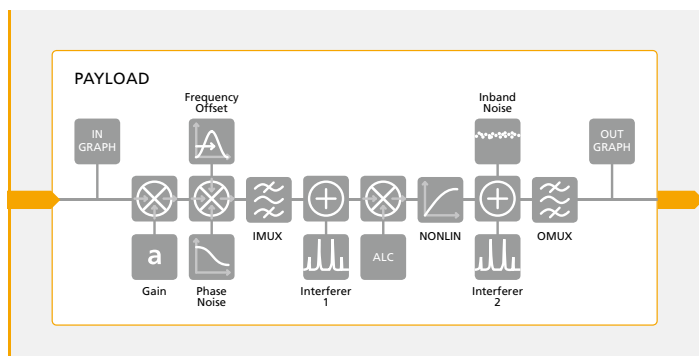 PAYLOAD
Frequency
Offset
Inband
Noise
IN
GRAPH
OUT
GRAPH
IMUX
NONLIN
OMUX
a
ALC
Gain
Phase
Noise
Interferer
1
Interferer
2